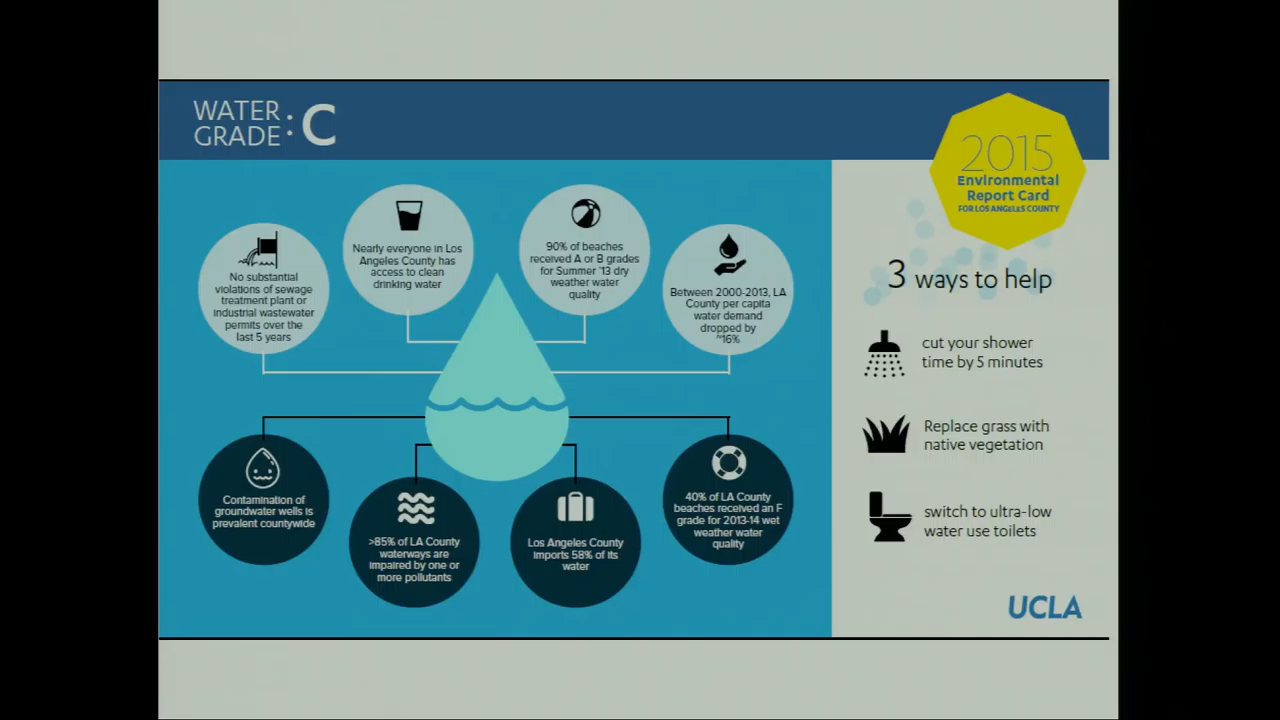 WATER
GRADE : C
2015
Environmental
Report Card
FOR LOS ANGELES COUNTY
No substantial
violations of sewage
treatment plant or
industrial wastewater
permits over the
last 5 years
Nearly everyone in Los
Angeles County has
access to clean
drinking water
90% of beaches
received A or B grades
for Summer '13 dry
weather water
quality
Between 2000-2013, LA
County per capita
water demand
dropped by
~16%
Contamination of
groundwater wells is
prevalent countywide
>85% of LA County
waterways are
impaired by one or
more pollutants
Los Angeles County
imports 58% of its
water
40% of LA County
beaches received an F
grade for 2013-14 wet
weather water
quality
3 ways to help
cut your shower
time by 5 minutes
Replace grass with
native vegetation
switch to ultra-low
water use toilets
UCLA